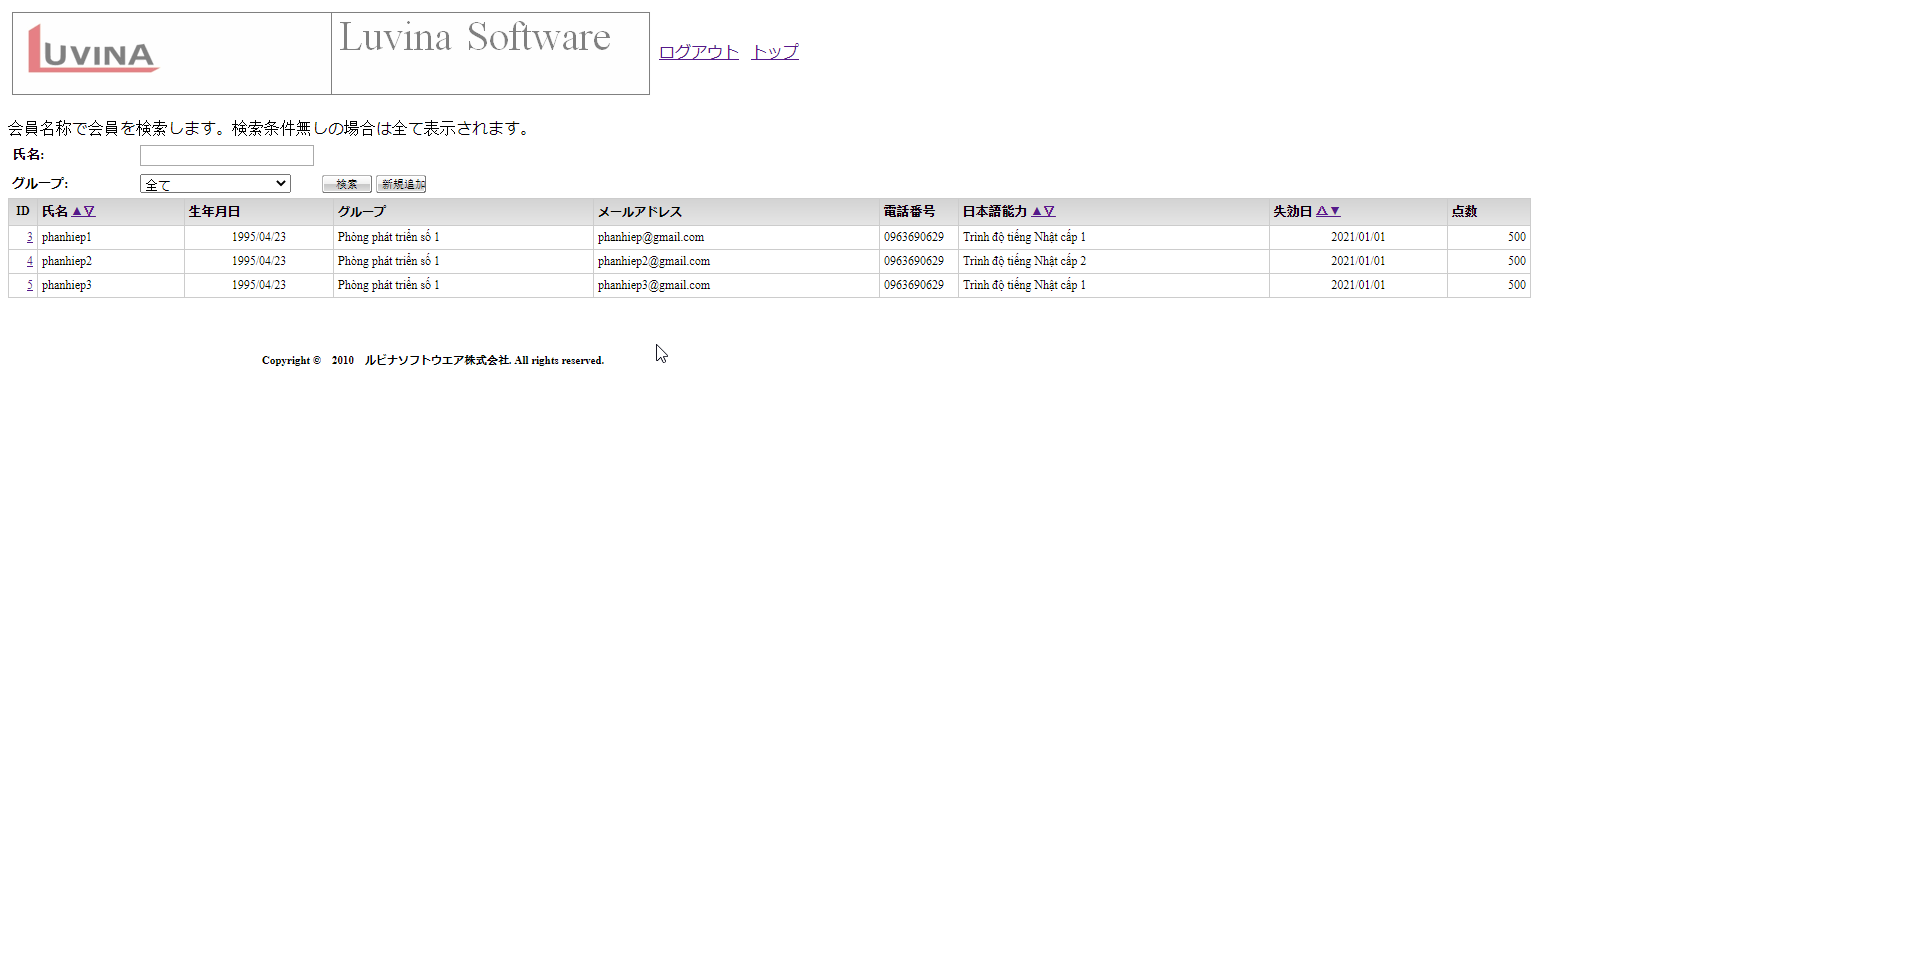 LUVINA
Luvina Software
ログアウト トップ
会員名称で会員を検索します。検索条件無しの場合は全て表示されます。
氏名:
グループ: 全て 検索 新規追加
ID 氏名 ▲▽ 生年月日 グループ メールアドレス 電話番号 日本語能力 ▲▽ 失効日 △▼ 点数
3 phanhiep1 1995/04/23 Phòng phát triển số 1 phanhiep@gmail.com 0963690629 Trình độ tiếng Nhật cấp 1 2021/01/01 500
4 phanhiep2 1995/04/23 Phòng phát triển số 1 phanhiep2@gmail.com 0963690629 Trình độ tiếng Nhật cấp 2 2021/01/01 500
5 phanhiep3 1995/04/23 Phòng phát triển số 1 phanhiep3@gmail.com 0963690629 Trình độ tiếng Nhật cấp 1 2021/01/01 500
Copyright © 2010 ルビナソフトウエア株式会社. All rights reserved.